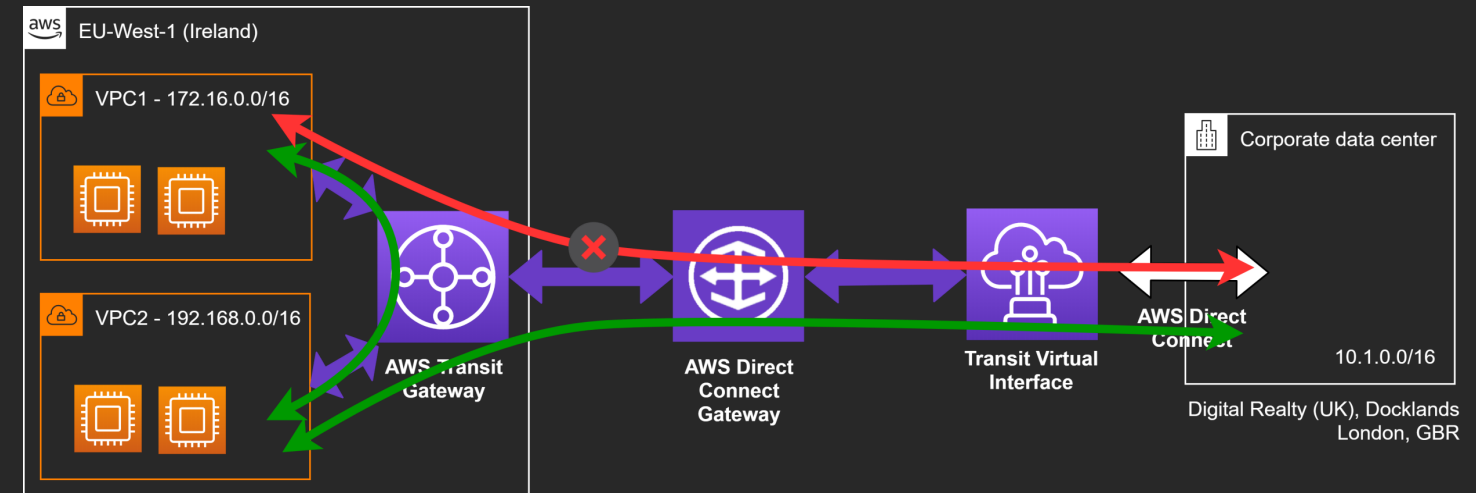 aws
EU-West-1 (Ireland)
VPC1 - 172.16.0.0/16
VPC2 - 192.168.0.0/16
AWS Transit
Gateway
AWS Direct
Connect
Gateway
Transit Virtual
Interface
AWS Direct
Connect
Corporate data center
10.1.0.0/16
Digital Realty (UK), Docklands
London, GBR